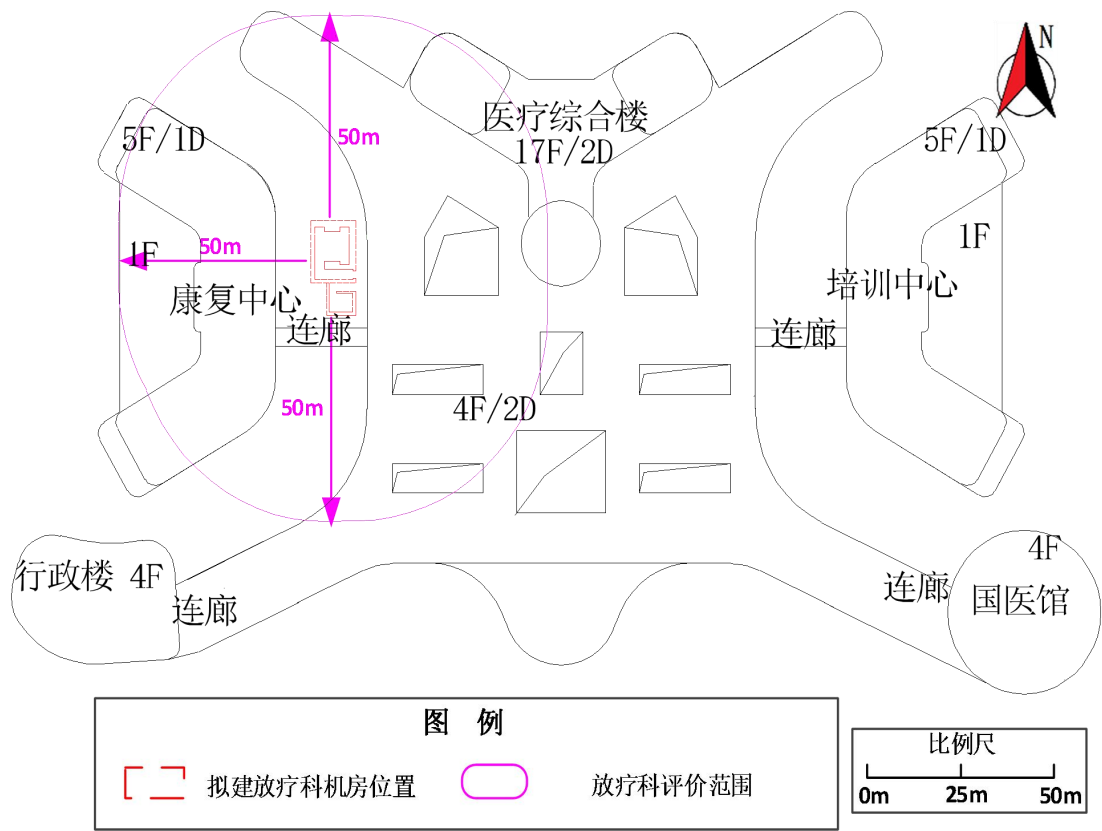 N
50m
医疗综合楼
17F/2D
5F/1D
5F/1D
1F
50m
1F
康复中心
培训中心
连廊
连廊
50m
4F/2D
行政楼 4F
连廊
连廊
4F
国医馆
图 例
拟建放疗科机房位置
放疗科评价范围
比例尺
0m
25m
50m